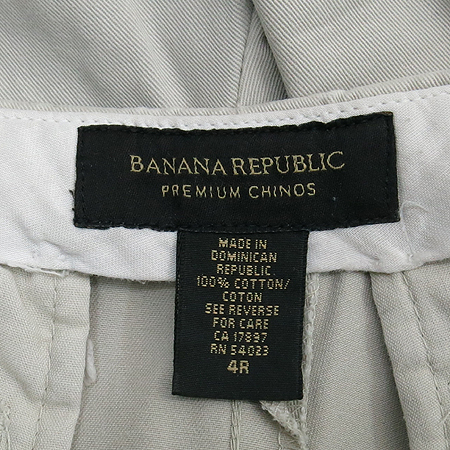 BANANA REPUBLIC
PREMIUM CHINOS
MADE IN
DOMINICAN
REPUBLIC
100% COTTON/
COTON
SEE REVERSE
FOR CARE
CA 17897
RN 54023
4R